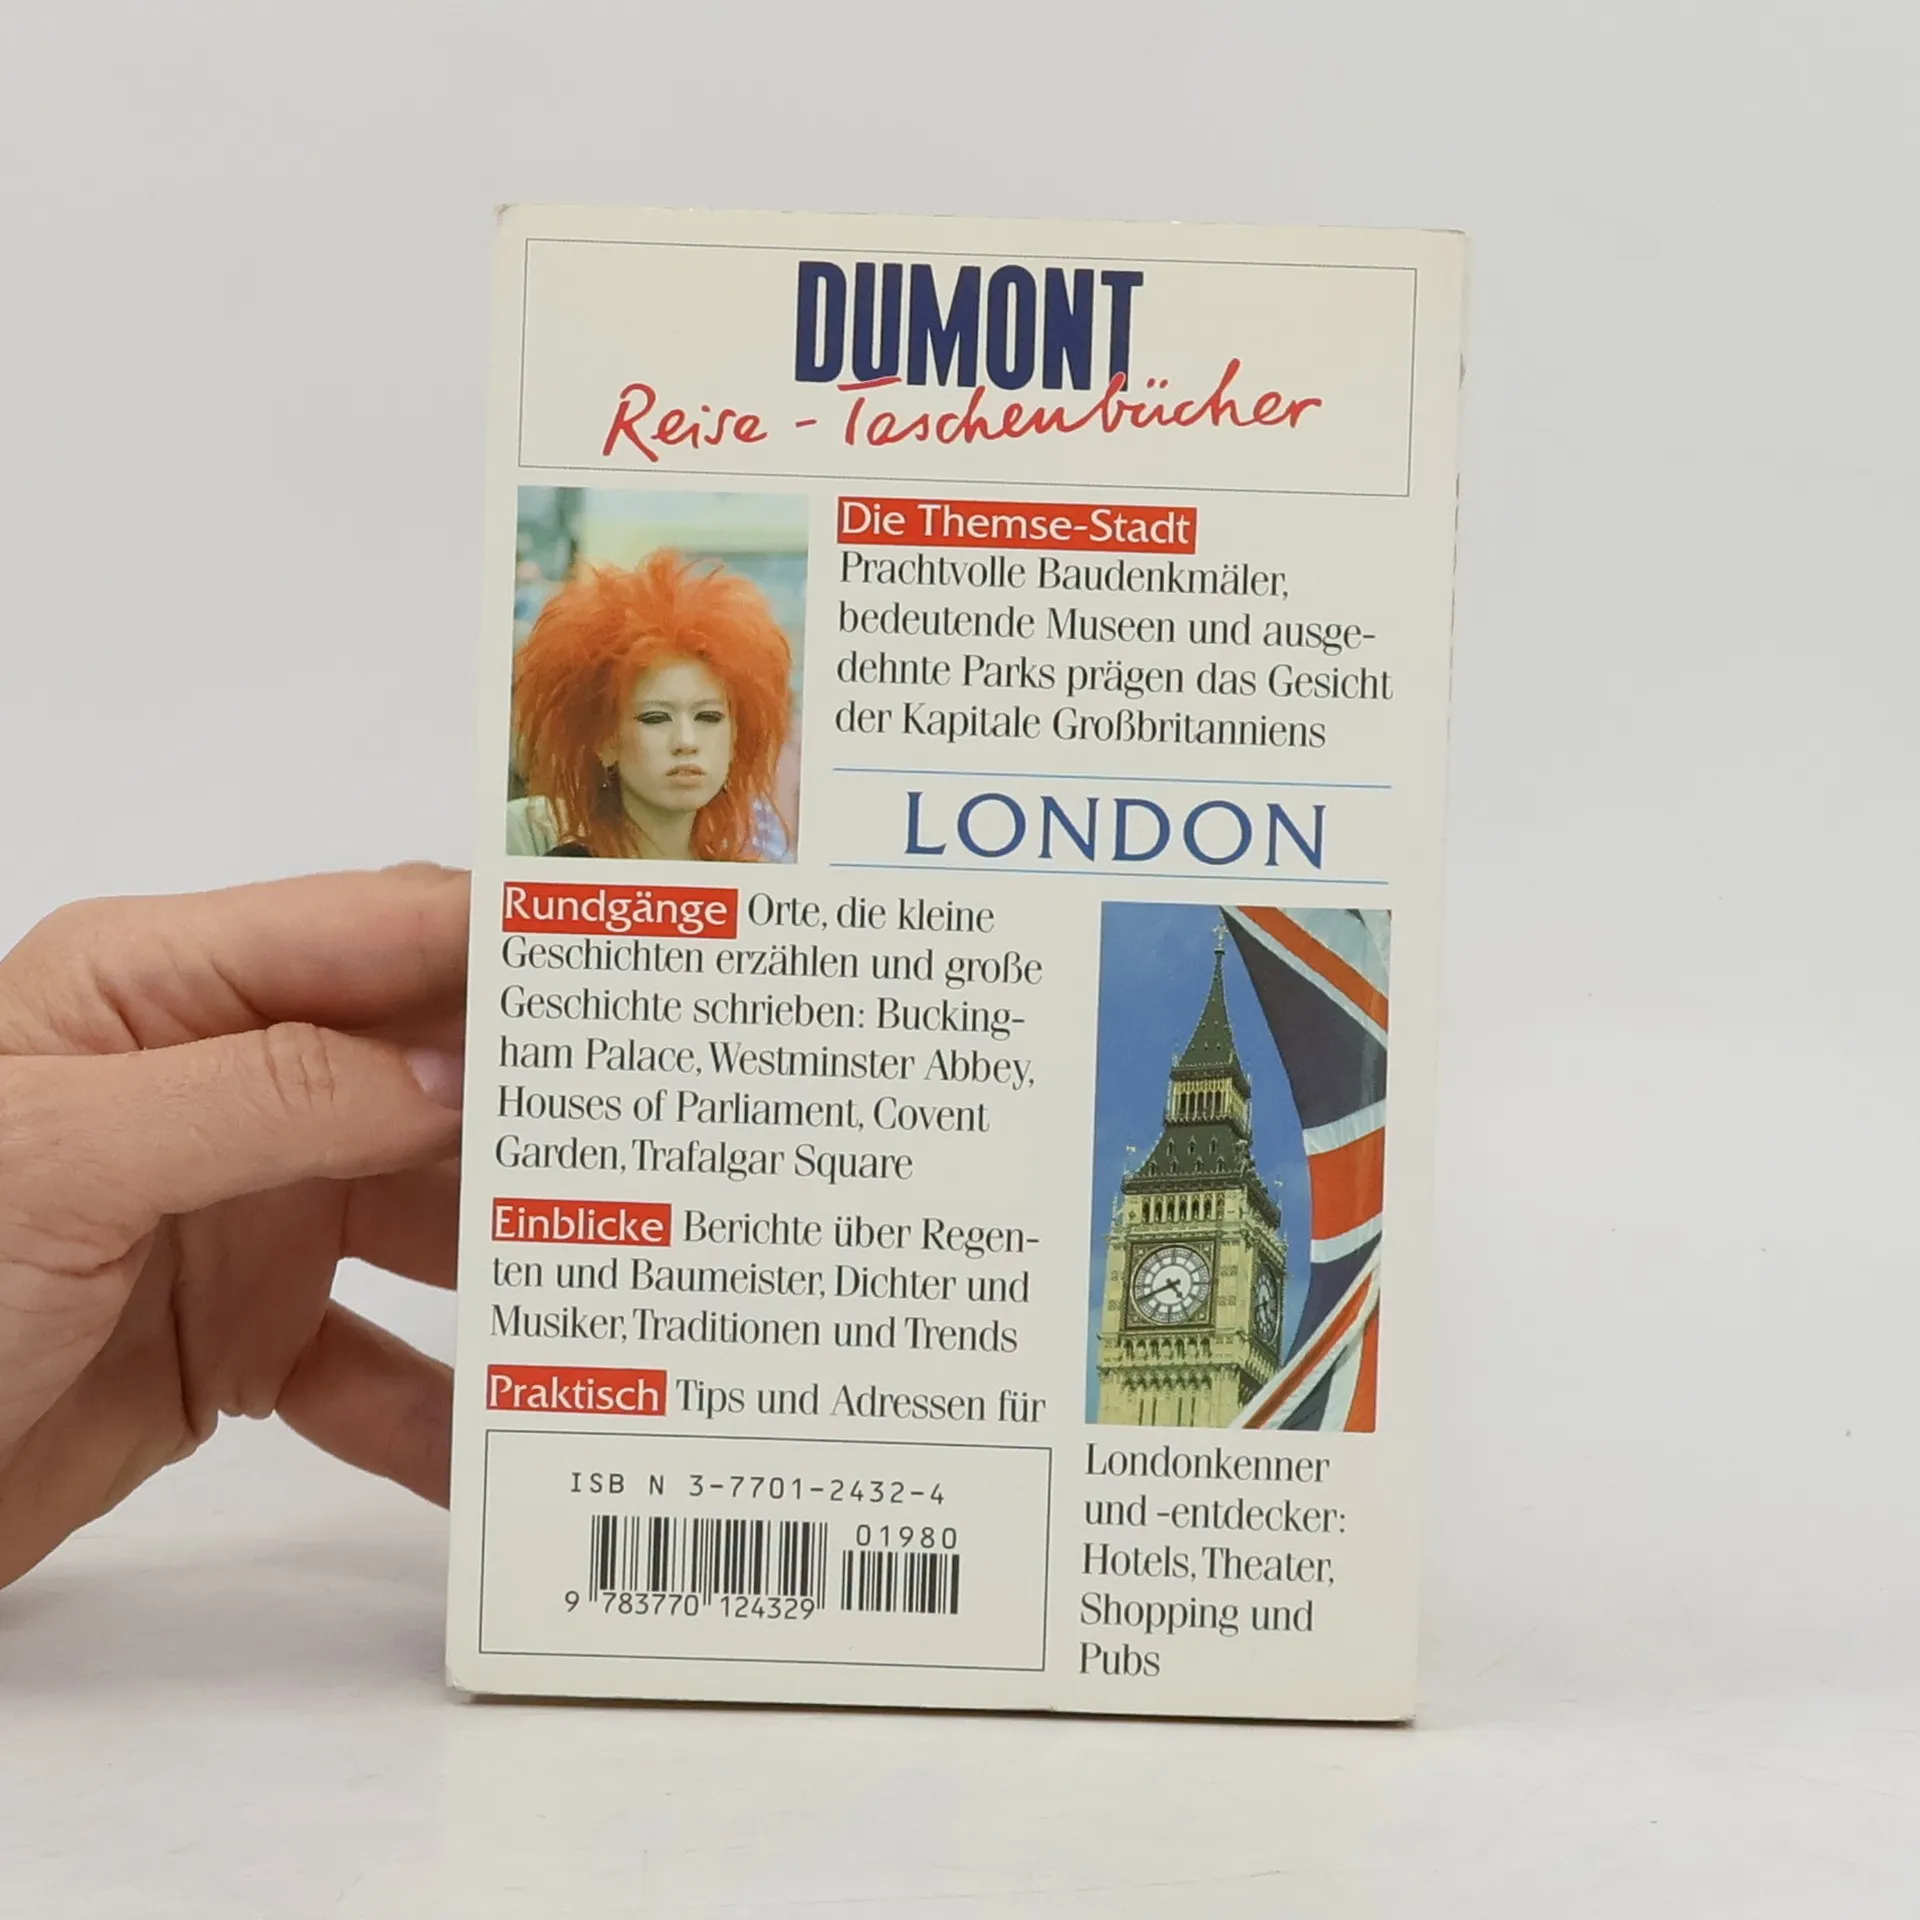 DUMONT
Reise-Taschenbücher
Die Themse-Stadt
Prachtvolle Baudenkmäler,
bedeutende Museen und ausge-
dehnte Parks prägen das Gesicht
der Kapitale Großbritanniens
LONDON
Rundgänge Orte, die kleine
Geschichten erzählen und große
Geschichte schrieben: Bucking-
ham Palace, Westminster Abbey,
Houses of Parliament, Covent
Garden, Trafalgar Square
Einblicke Berichte über Regen-
ten und Baumeister, Dichter und
Musiker, Traditionen und Trends
Praktisch Tips und Adressen für
Londonkenner
und -entdecker:
Hotels, Theater,
Shopping und
Pubs
ISBN 3-7701-2432-4
01980
9 783770 124329